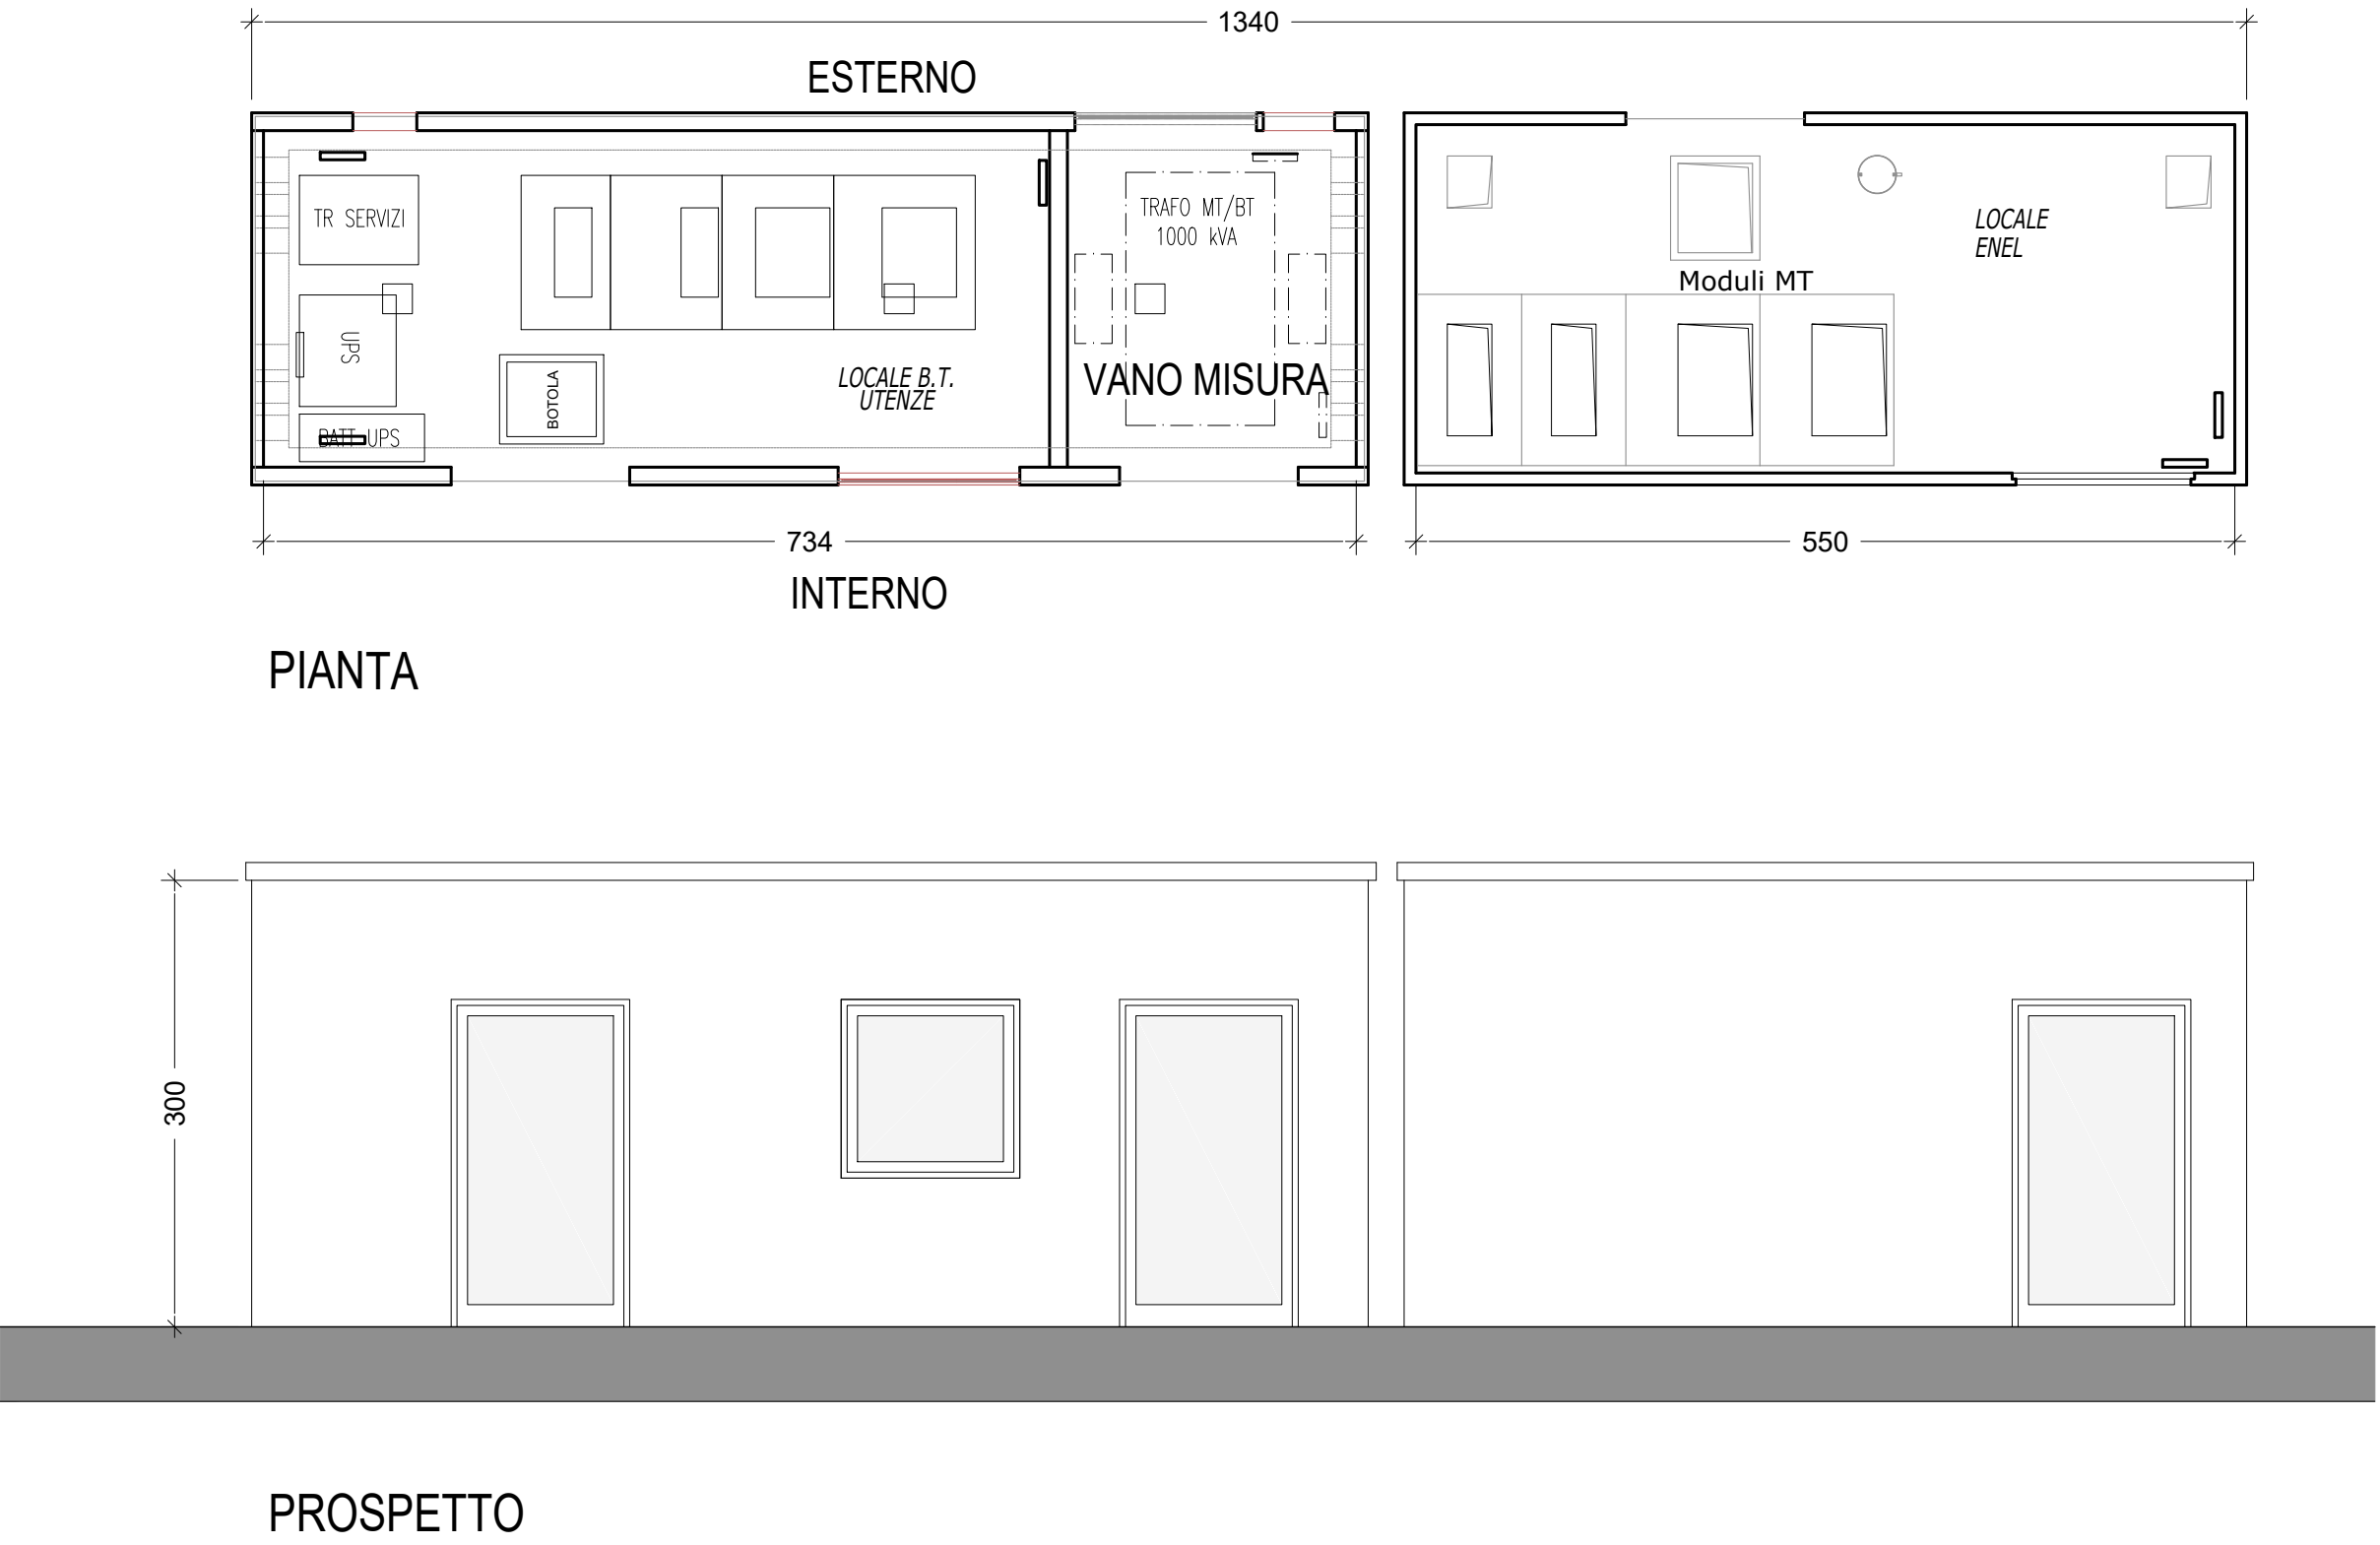 1340
ESTERNO
TR SERVIZI
TRAFO MT/BT
1000 kVA
LOCALE
ENEL
Moduli MT
UPS
BOTOLA
LOCALE B.T.
UTENZE
VANO MISURA
BATT UPS
734
550
INTERNO
PIANTA
300
PROSPETTO